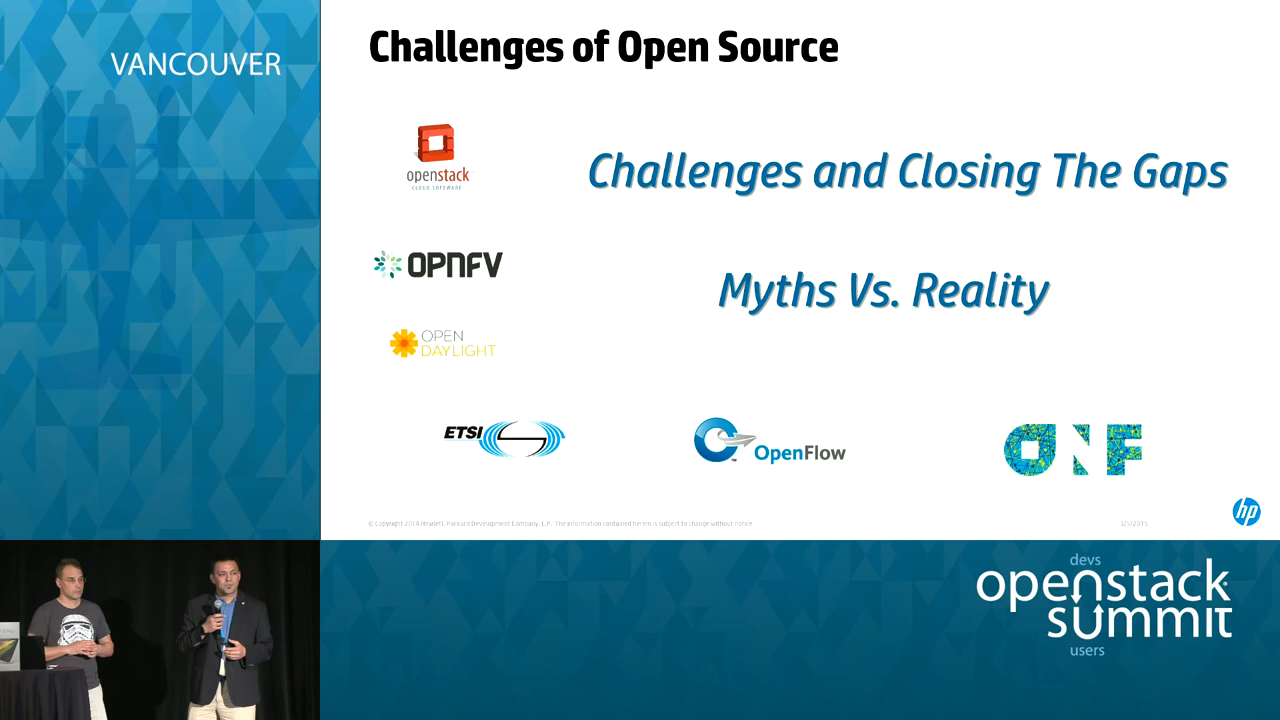 VANCOUVER
Challenges of Open Source
openstack
CLOUD SOFTWARE
Challenges and Closing The Gaps
OPNFV
Myths Vs. Reality
OPEN
DAYLIGHT
ETSI
OpenFlow
ONF
hp
© Copyright 2014 Hewlett-Packard Development Company, L.P. The information contained herein is subject to change without notice.
devs
openstack
summit
users